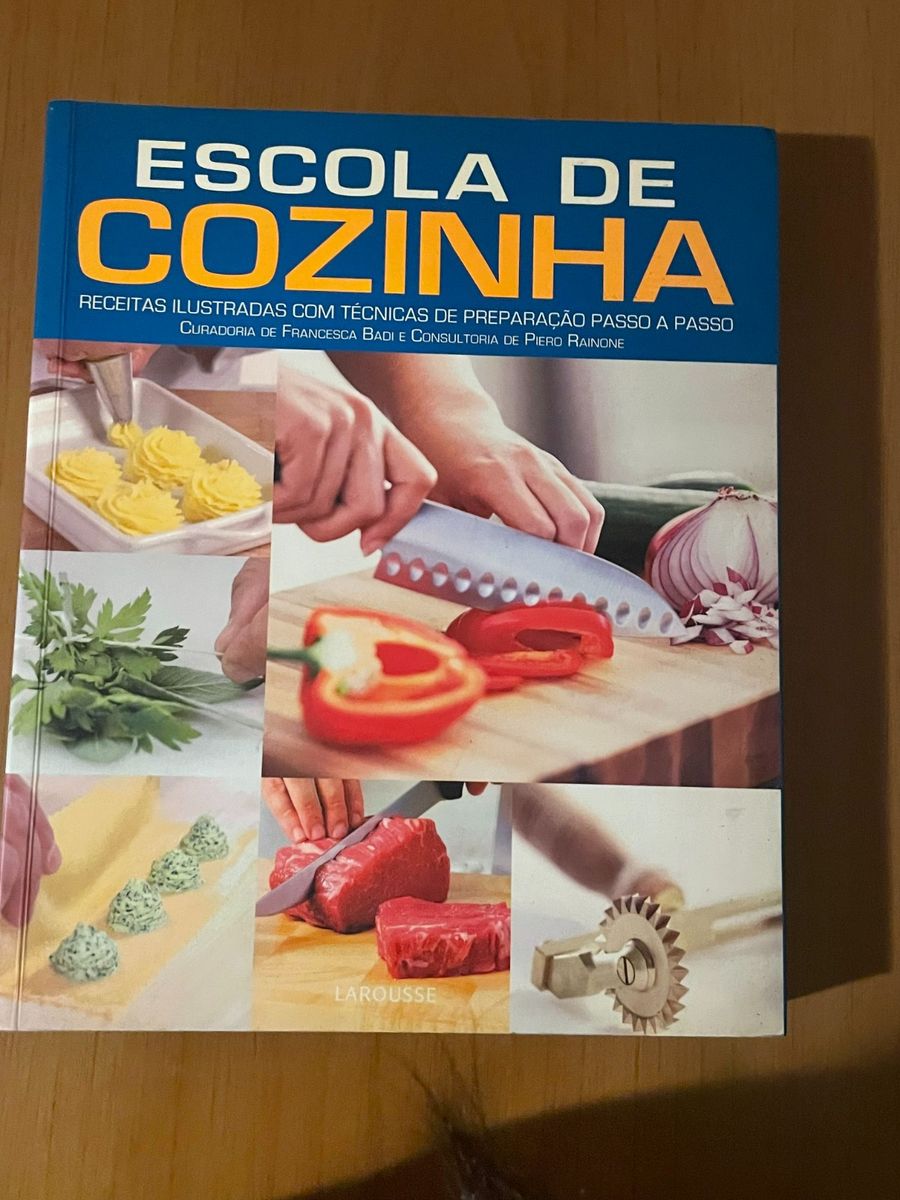 ESCOLA DE
COZINHA
RECEITAS ILUSTRADAS COM TÉCNICAS DE PREPARAÇÃO PASSO A PASSO
CURADORIA DE FRANCESCA BADI E CONSULTORIA DE PIERO RAINONE
LAROUSSE